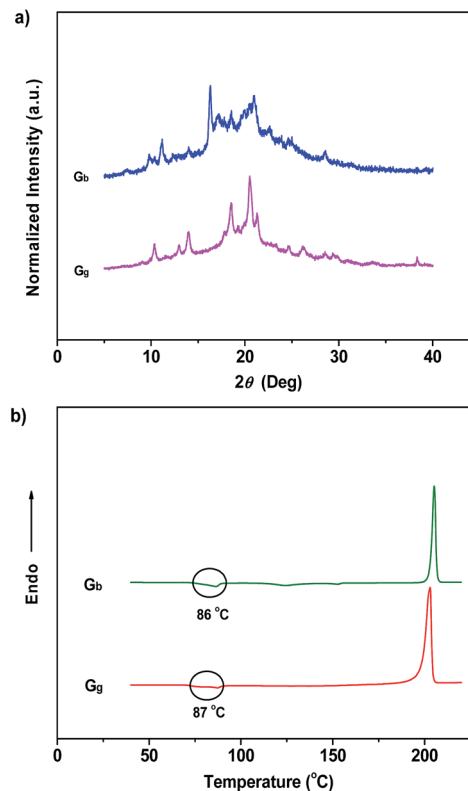 a)
Normalized Intensity (a.u.)
Gb
Gg
0 10 20 30 40
2θ (Deg)
b)
Endo
Gb
86 °C
Gg
87 °C
0 50 100 150 200
Temperature (°C)